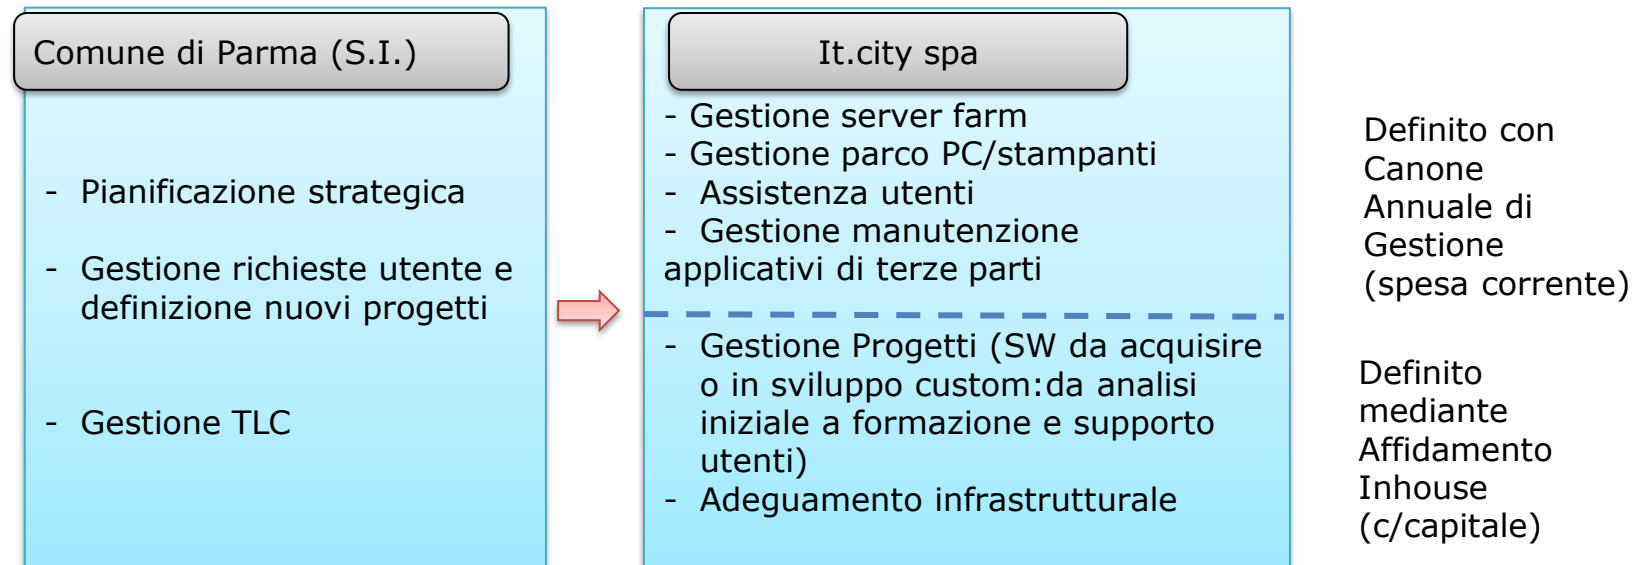 Comune di Parma (S.I.)
- Pianificazione strategica
- Gestione richieste utente e
definizione nuovi progetti
- Gestione TLC
It.city spa
- Gestione server farm
- Gestione parco PC/stampanti
- Assistenza utenti
- Gestione manutenzione
applicativi di terze parti
- Gestione Progetti (SW da acquisire
o in sviluppo custom:da analisi
iniziale a formazione e supporto
utenti)
- Adeguamento infrastrutturale
Definito con
Canone
Annuale di
Gestione
(spesa corrente)
Definito
mediante
Affidamento
Inhouse
(c/capitale)